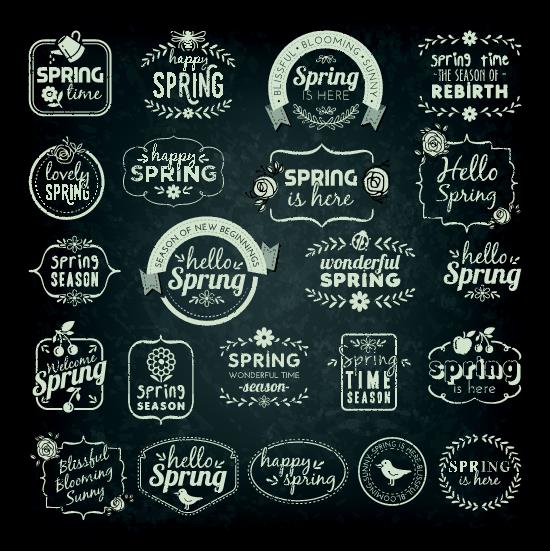 SPRING
time
happy
SPRING
BLISSFUL • BLOOMING • SUNNY
Spring
IS HERE
spring time
-THE SEASON OF-
REBIRTH
lovely
SPRING
happy
SPRING
SPRING
is here
Hello
Spring
spring
SEASON
SEASON OF NEW BEGINNINGS
hello
Spring
wonderful
SPRING
hello
Spring
Welcome
Spring
spring
SEASON
SPRING
WONDERFUL TIME
-season-
Spring
TIME
SEASON
spring
is here
Blissful
Blooming
Sunny
hello
Spring
happy
spring
SPRING IS HERE
BLISSFUL•BLOOMING•SUNNY
SPRING
is here